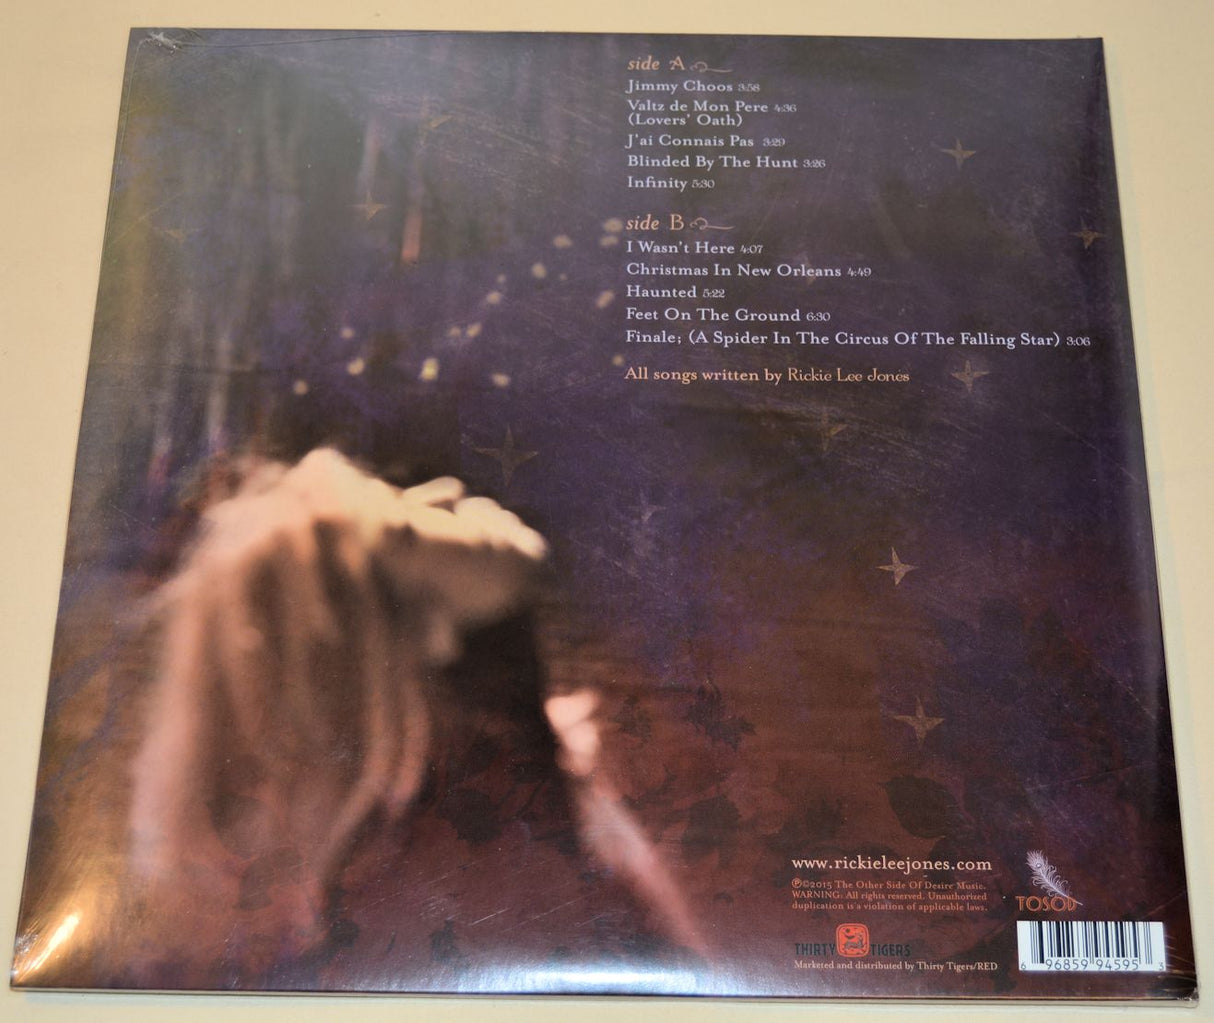 side A
Jimmy Choos 3:58
Valtz de Mon Pere 4:36
(Lovers' Oath)
J'ai Connais Pas 3:29
Blinded By The Hunt 3:26
Infinity 5:30
side B
I Wasn't Here 4:07
Christmas In New Orleans 4:49
Haunted 5:22
Feet On The Ground 6:30
Finale; (A Spider In The Circus Of The Falling Star) 3:06
All songs written by Rickie Lee Jones
www.rickieleejones.com
℗©2015 The Other Side Of Desire Music.
WARNING: All rights reserved. Unauthorized
duplication is a violation of applicable laws.
TOSOD
THIRTY TIGERS
Marketed and distributed by Thirty Tigers/RED
6 96859 94595 3